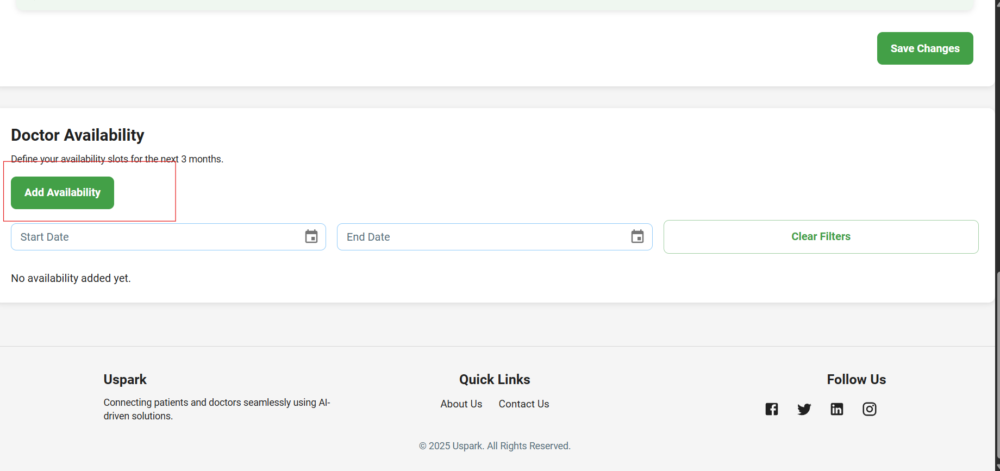 Save Changes
Doctor Availability
Define your availability slots for the next 3 months.
Add Availability
Start Date
End Date
Clear Filters
No availability added yet.
Uspark
Connecting patients and doctors seamlessly using AI-
driven solutions.
Quick Links
About Us
Contact Us
Follow Us
© 2025 Uspark. All Rights Reserved.